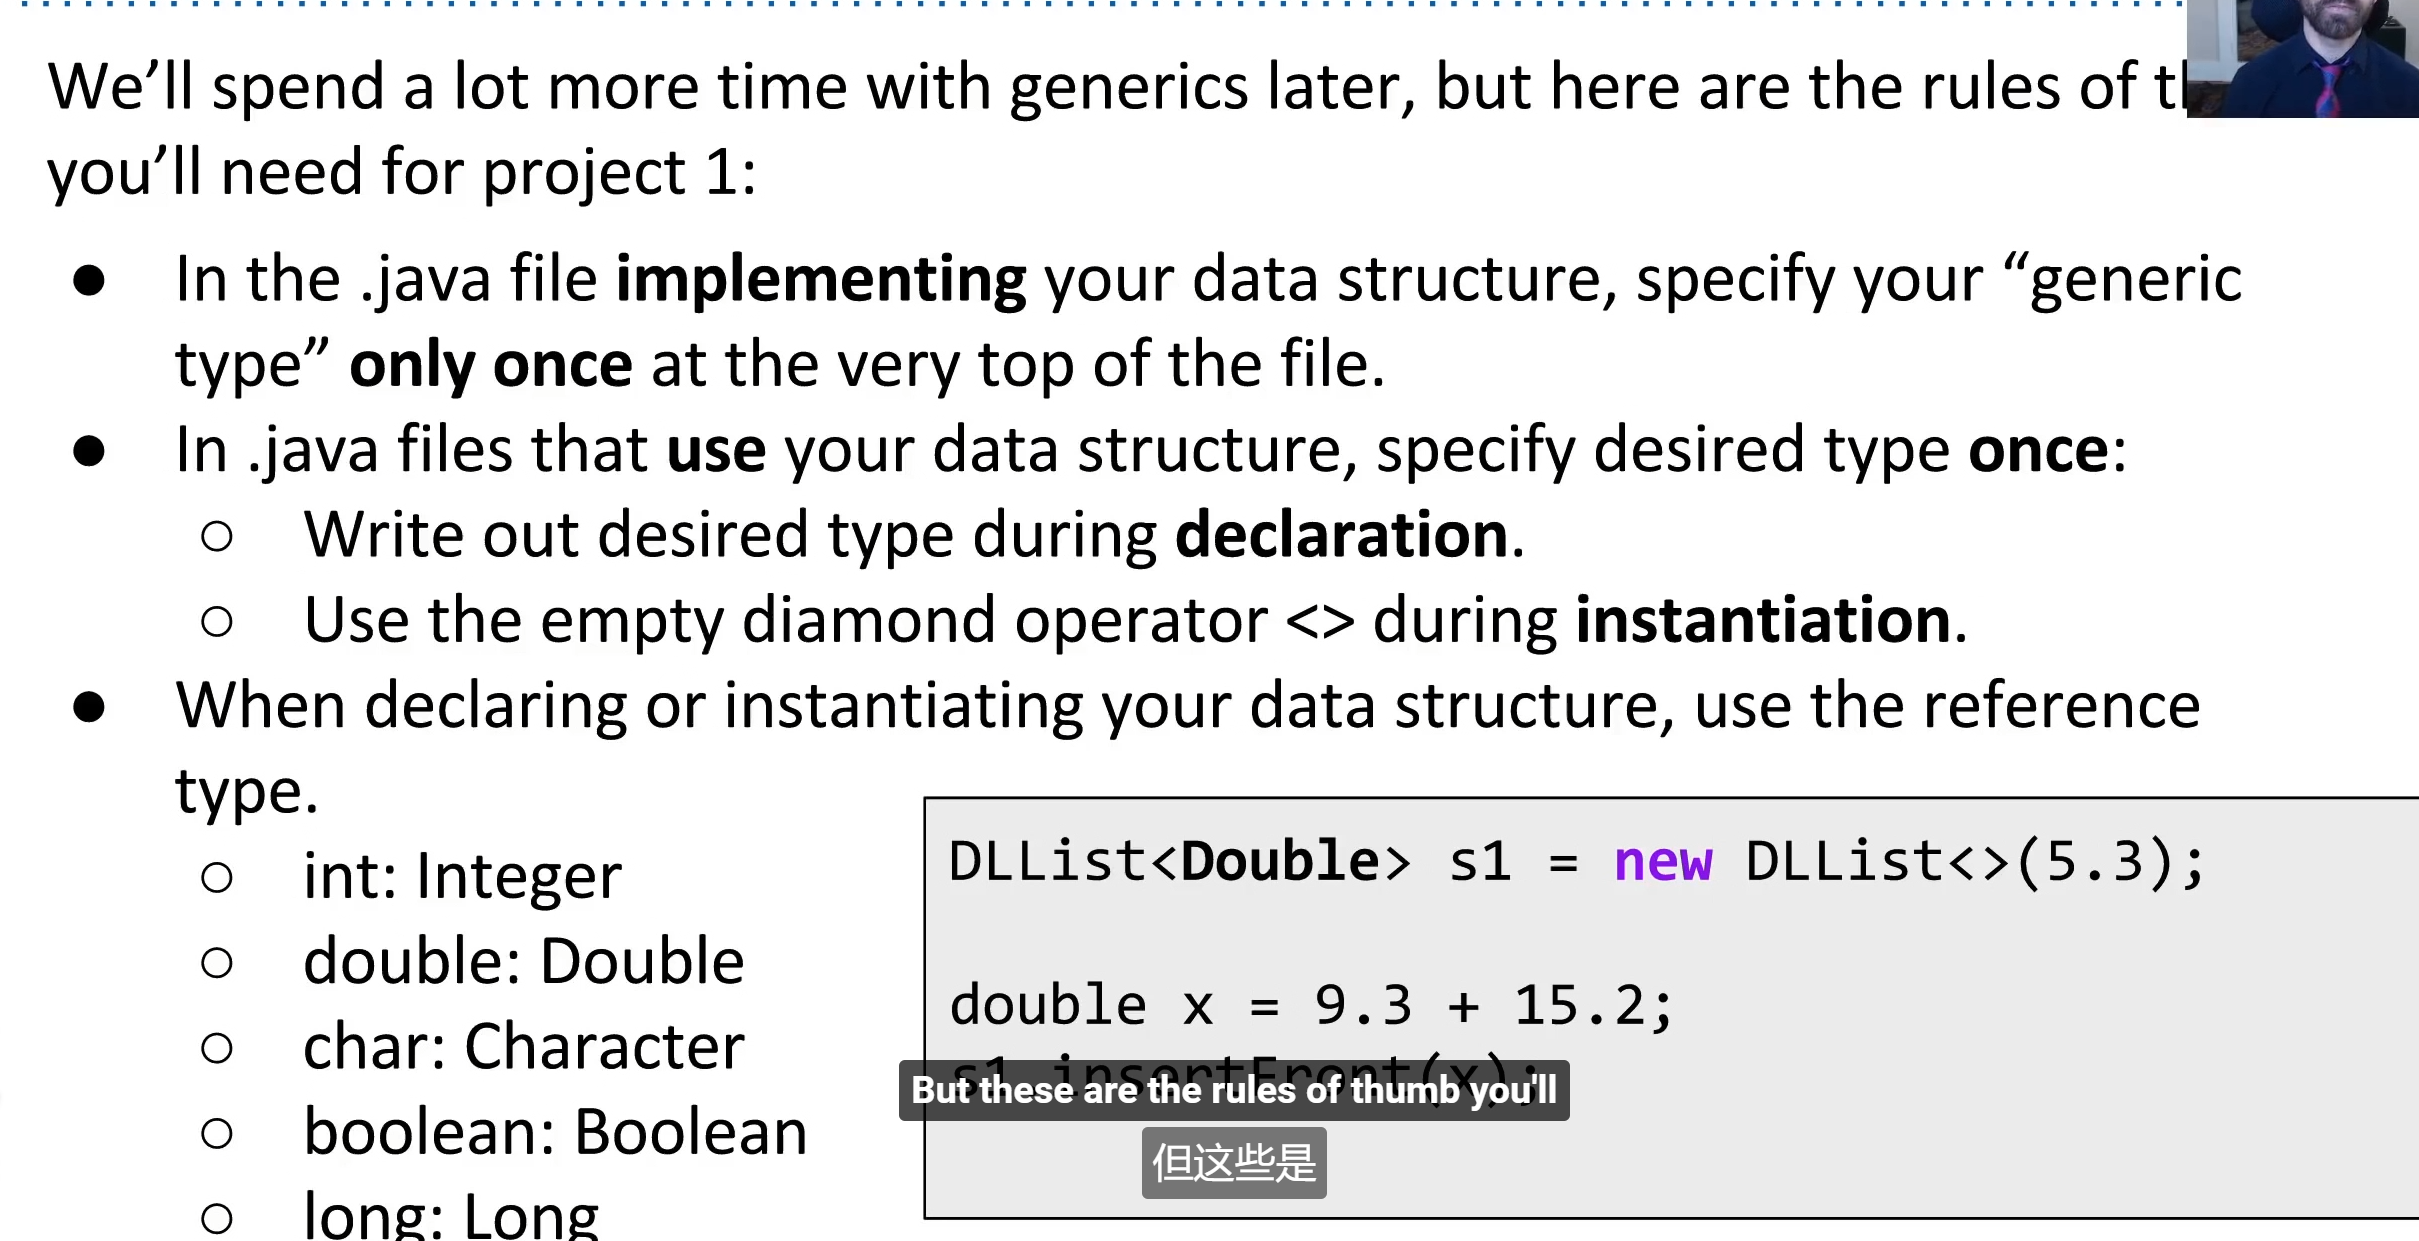 We’ll spend a lot more time with generics later, but here are the rules of
you’ll need for project 1:
● In the .java file implementing your data structure, specify your “generic
type” only once at the very top of the file.
● In .java files that use your data structure, specify desired type once:
○ Write out desired type during declaration.
○ Use the empty diamond operator <> during instantiation.
● When declaring or instantiating your data structure, use the reference
type.
○ int: Integer
○ double: Double
○ char: Character
○ boolean: Boolean
○ long: Long
DLList<Double> s1 = new DLList<>(5.3);
double x = 9.3 + 15.2;
s1.insertFront(x);
But these are the rules of thumb you'll
但这些是